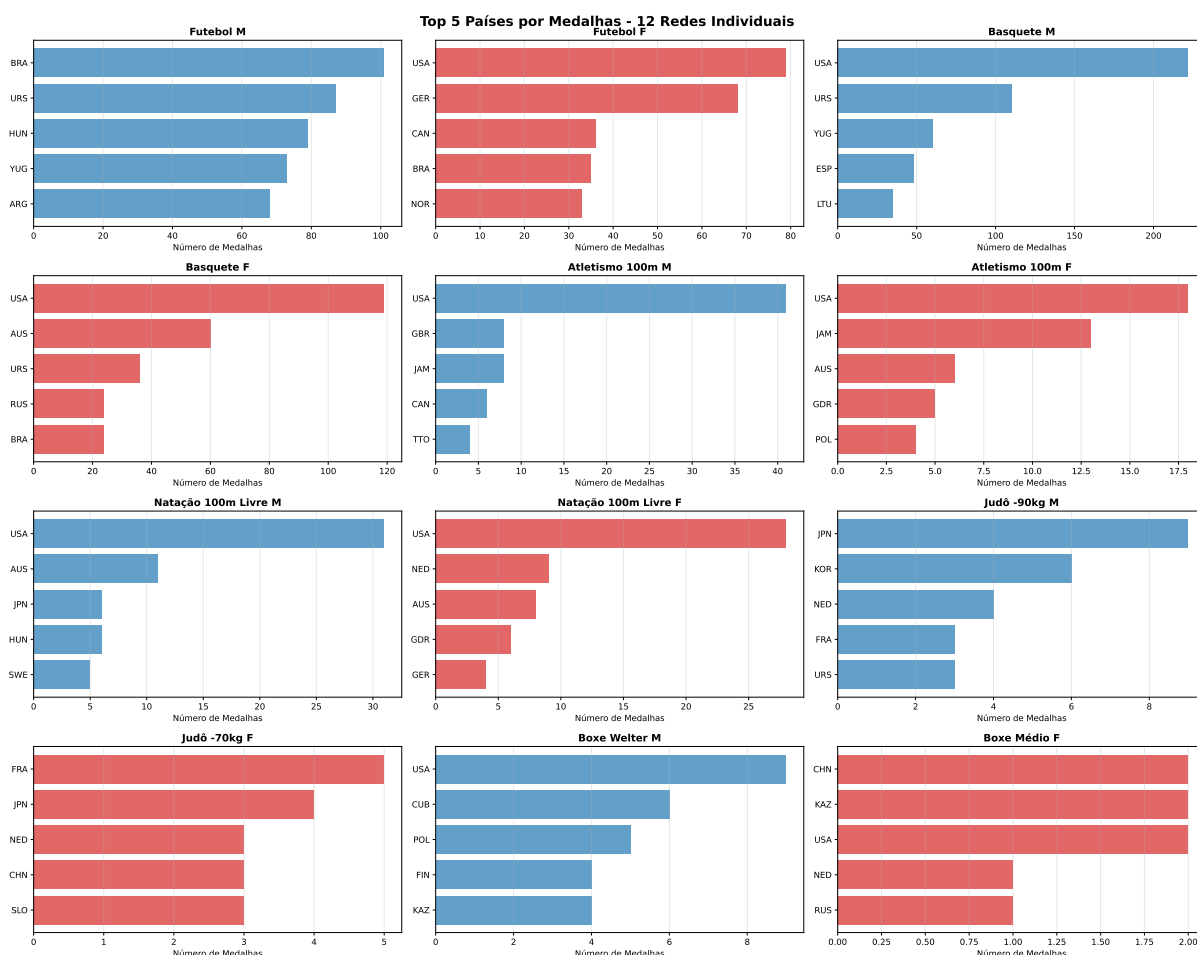 Top 5 Países por Medalhas - 12 Redes Individuais
Futebol M
BRA
URS
HUN
YUG
ARG
0 20 40 60 80 100
Número de Medalhas
Futebol F
USA
GER
CAN
BRA
NOR
0 10 20 30 40 50 60 70 80
Número de Medalhas
Basquete M
USA
URS
YUG
ESP
LTU
0 50 100 150 200
Número de Medalhas
Basquete F
USA
AUS
URS
RUS
BRA
0 20 40 60 80 100 120
Número de Medalhas
Atletismo 100m M
USA
GBR
JAM
CAN
TTO
0 5 10 15 20 25 30 35 40
Número de Medalhas
Atletismo 100m F
USA
JAM
AUS
GDR
POL
0.0 2.5 5.0 7.5 10.0 12.5 15.0 17.5
Número de Medalhas
Natação 100m Livre M
USA
AUS
JPN
HUN
SWE
0 5 10 15 20 25 30
Número de Medalhas
Natação 100m Livre F
USA
NED
AUS
GDR
GER
0 5 10 15 20 25
Número de Medalhas
Judô -90kg M
JPN
KOR
NED
FRA
URS
0 2 4 6 8
Número de Medalhas
Judô -70kg F
FRA
JPN
NED
CHN
SLO
0 1 2 3 4 5
Número de Medalhas
Boxe Welter M
USA
CUB
POL
FIN
KAZ
0 2 4 6 8
Número de Medalhas
Boxe Médio F
CHN
KAZ
USA
NED
RUS
0.00 0.25 0.50 0.75 1.00 1.25 1.50 1.75 2.00
Número de Medalhas